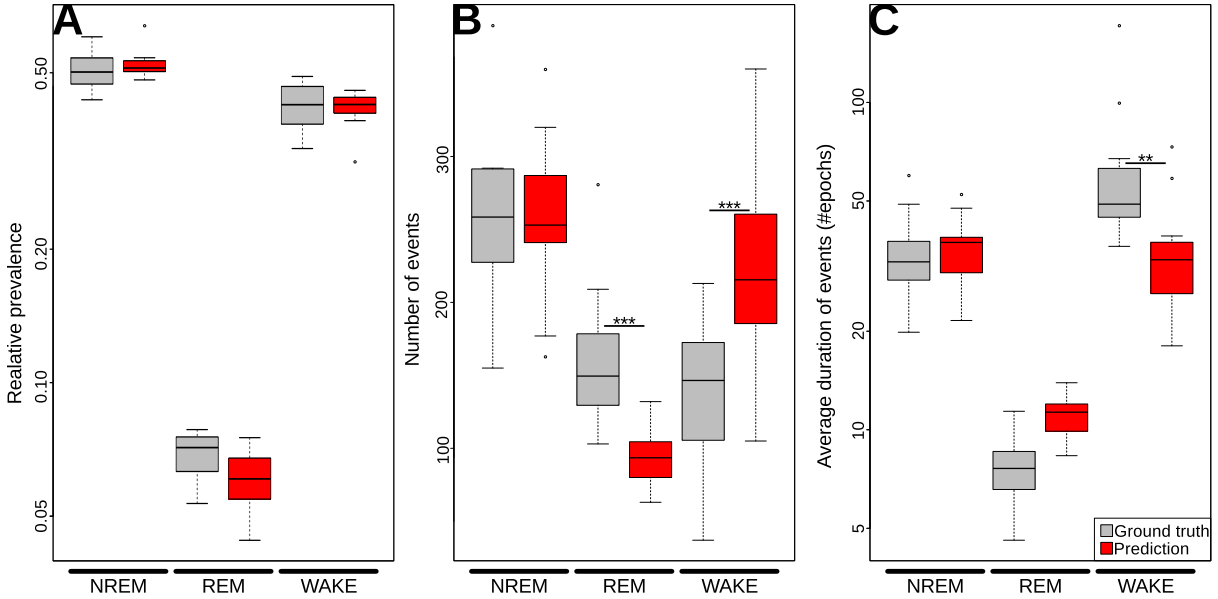 A
Realative prevalence
0.50
0.20
0.10
0.05
NREM
REM
WAKE
B
Number of events
300
200
100
***
***
NREM
REM
WAKE
C
Average duration of events (#epochs)
100
50
20
10
5
**
Ground truth
Prediction
NREM
REM
WAKE